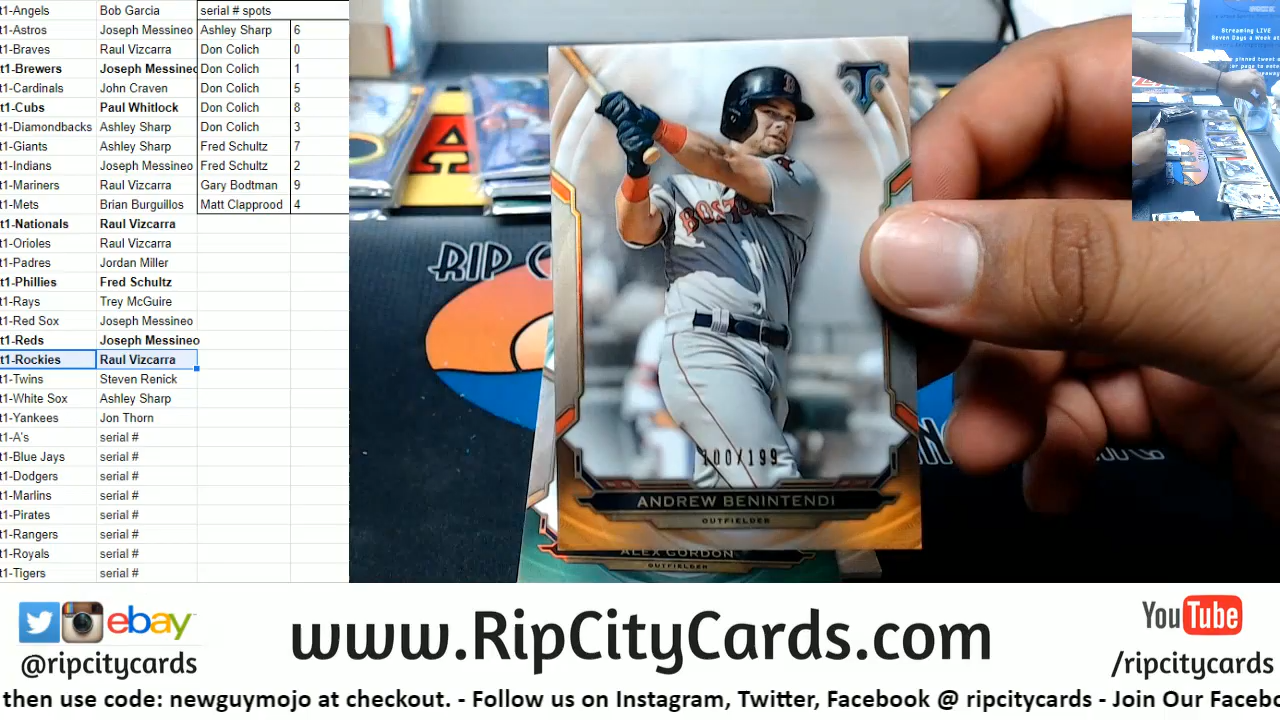 t1-Angels Bob Garcia serial # spots
t1-Astros Joseph Messineo Ashley Sharp 6
t1-Braves Raul Vizcarra Don Colich 0
t1-Brewers Joseph Messineo Don Colich 1
t1-Cardinals John Craven Don Colich 5
t1-Cubs Paul Whitlock Don Colich 8
t1-Diamondbacks Ashley Sharp Don Colich 3
t1-Giants Ashley Sharp Fred Schultz 7
t1-Indians Joseph Messineo Fred Schultz 2
t1-Mariners Raul Vizcarra Gary Bodtman 9
t1-Mets Brian Burguillos Matt Clapprood 4
t1-Nationals Raul Vizcarra
t1-Orioles Raul Vizcarra
t1-Padres Jordan Miller
t1-Phillies Fred Schultz
t1-Rays Trey McGuire
t1-Red Sox Joseph Messineo
t1-Reds Joseph Messineo
t1-Rockies Raul Vizcarra
t1-Twins Steven Renick
t1-White Sox Ashley Sharp
t1-Yankees Jon Thorn
t1-A's serial #
t1-Blue Jays serial #
t1-Dodgers serial #
t1-Marlins serial #
t1-Pirates serial #
t1-Rangers serial #
t1-Royals serial #
t1-Tigers serial #
Streaming LIVE
Seven Days a Week at
T
B
BOSTON
RIP C
100/199
ANDREW BENINTENDI
OUTFIELDER
ALEX GORDON
OUTFIELDER
ebay
@ripcitycards
www.RipCityCards.com
YouTube
/ripcitycards
then use code: newguymojo at checkout. - Follow us on Instagram, Twitter, Facebook @ ripcitycards - Join Our Facebo